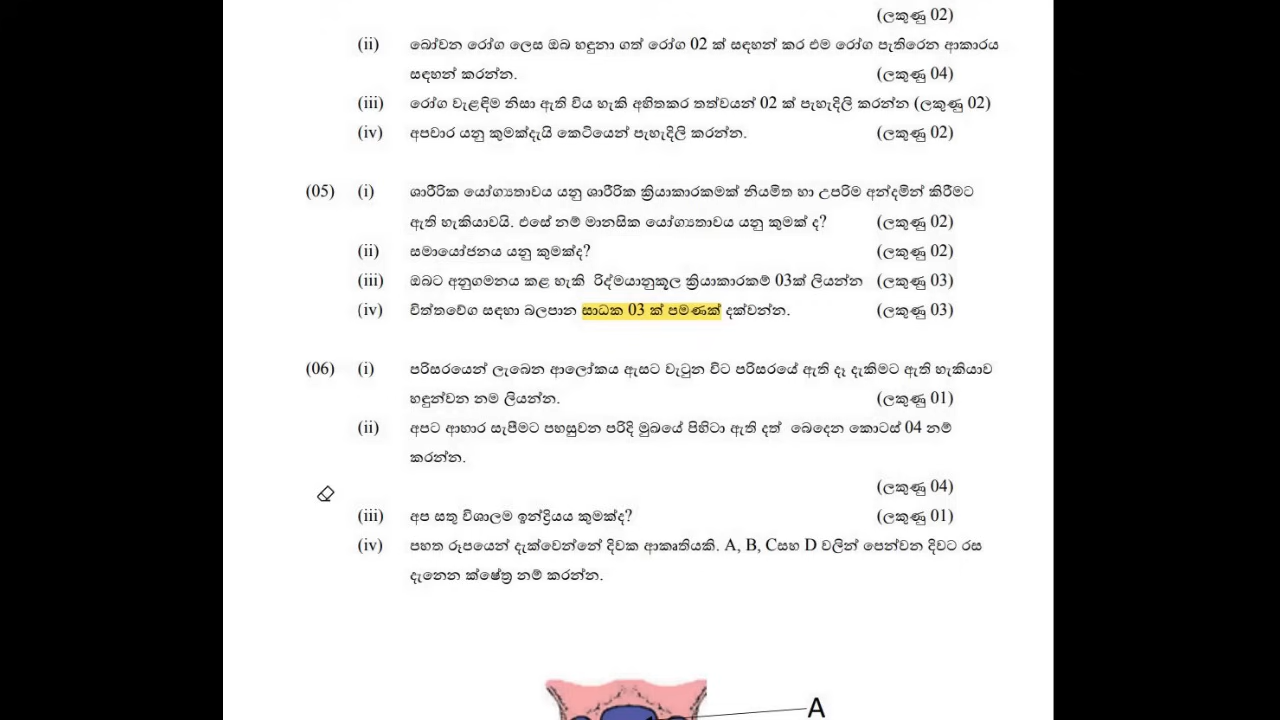 (ලකුණු 02)
(ii) බෝවන රෝග ලෙස ඔබ හඳුනා ගත් රෝග 02 ක් සඳහන් කර එම රෝග පැතිරෙන ආකාරය
සඳහන් කරන්න. (ලකුණු 04)
(iii) රෝග වැළඳීම නිසා ඇති විය හැකි අහිතකර තත්වයන් 02 ක් පැහැදිලි කරන්න (ලකුණු 02)
(iv) අපචාර යනු කුමක්දැයි කෙටියෙන් පැහැදිලි කරන්න. (ලකුණු 02)
(05) (i) ශාරීරික යෝග්‍යතාවය යනු ශාරීරික ක්‍රියාකාරකමක් නියමිත හා උපරිම අන්දමින් කිරීමට
ඇති හැකියාවයි. එසේ නම් මානසික යෝග්‍යතාවය යනු කුමක් ද? (ලකුණු 02)
(ii) සමායෝජනය යනු කුමක්ද? (ලකුණු 02)
(iii) ඔබට අනුගමනය කළ හැකි රිද්මයානුකූල ක්‍රියාකාරකම් 03ක් ලියන්න (ලකුණු 03)
(iv) චිත්තවේග සඳහා බලපාන සාධක 03 ක් පමණක් දක්වන්න. (ලකුණු 03)
(06) (i) පරිසරයෙන් ලැබෙන ආලෝකය ඇසට වැටුන විට පරිසරයේ ඇති දෑ දැකීමට ඇති හැකියාව
හඳුන්වන නම ලියන්න. (ලකුණු 01)
(ii) අපට ආහාර සැපීමට පහසුවන පරිදි මුඛයේ පිහිටා ඇති දත් බෙදෙන කොටස් 04 නම්
කරන්න.
(ලකුණු 04)
(iii) අප සතු විශාලම ඉන්ද්‍රියය කුමක්ද? (ලකුණු 01)
(iv) පහත රූපයෙන් දැක්වෙන්නේ දිවක ආකෘතියකි. A, B, Cසහ D වලින් පෙන්වන දිවට රස
දැනෙන ක්ෂේත්‍ර නම් කරන්න.
A